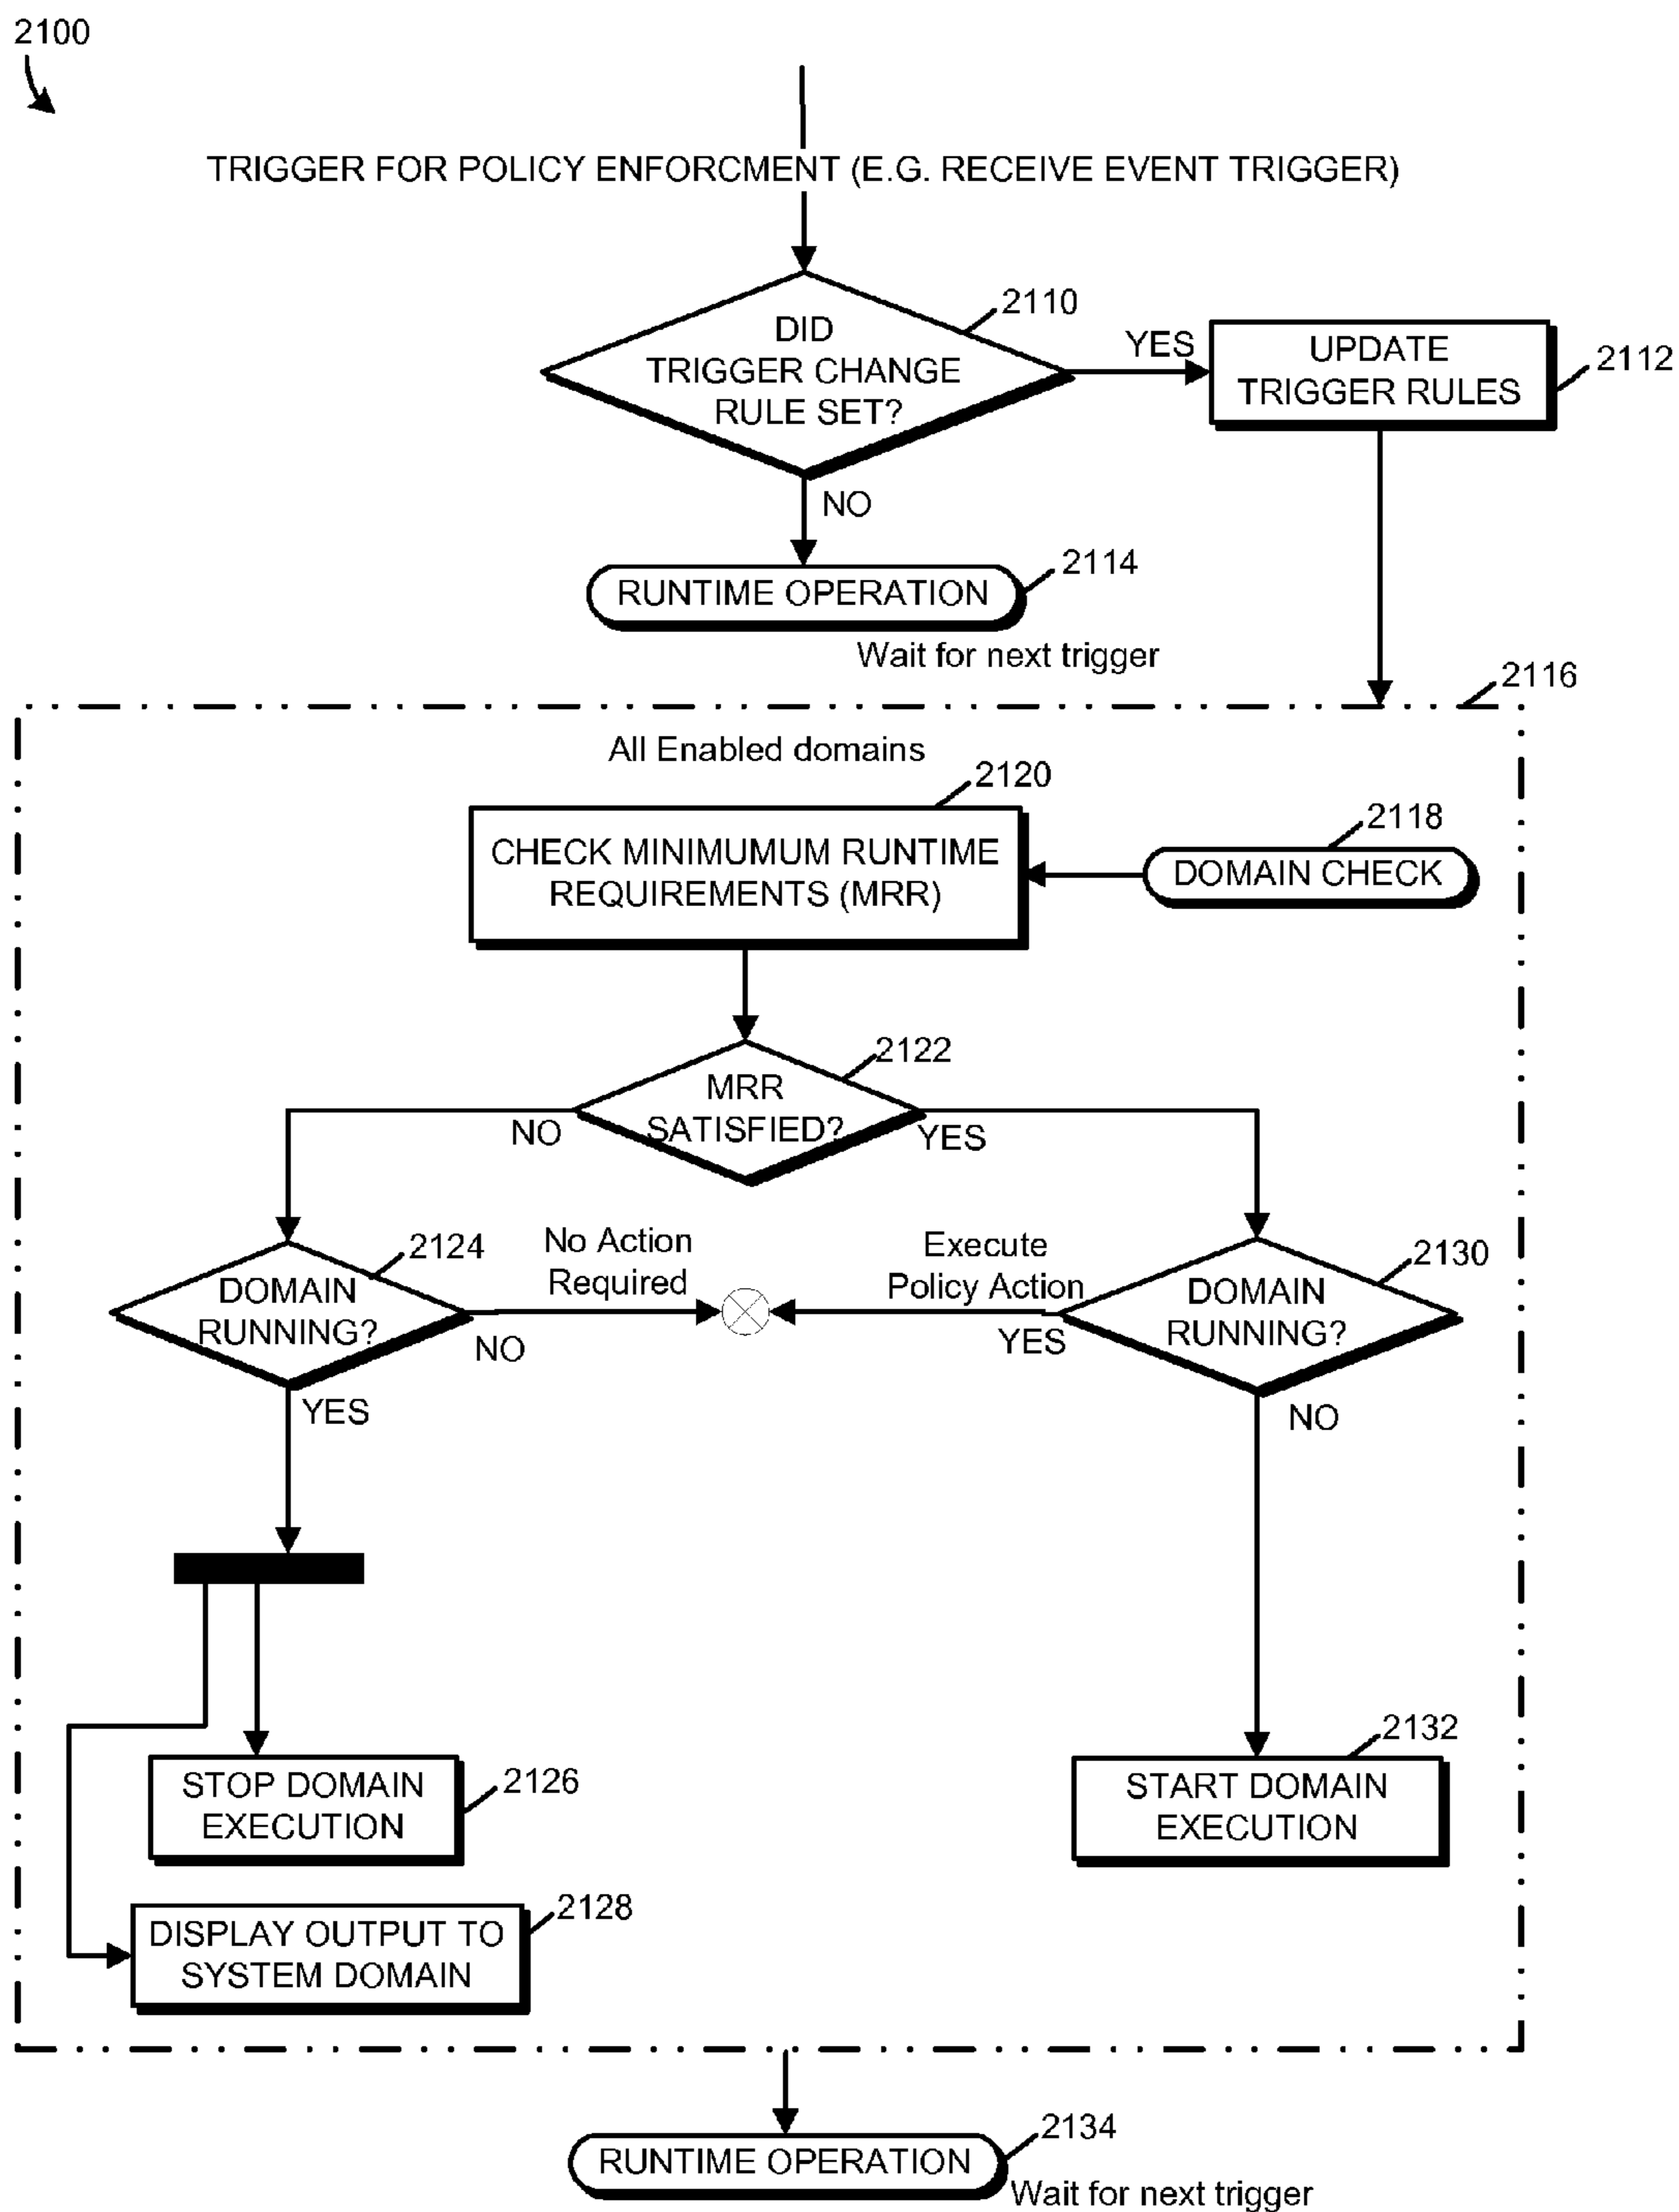 2100
TRIGGER FOR POLICY ENFORCMENT (E.G. RECEIVE EVENT TRIGGER)
2110
DID
TRIGGER CHANGE
RULE SET?
YES
UPDATE
TRIGGER RULES
2112
NO
RUNTIME OPERATION
2114
Wait for next trigger
2116
All Enabled domains
2120
CHECK MINIMUMUM RUNTIME
REQUIREMENTS (MRR)
2118
DOMAIN CHECK
2122
MRR
SATISFIED?
NO
YES
2124
DOMAIN
RUNNING?
NO
YES
No Action
Required
Execute
Policy Action
2130
DOMAIN
RUNNING?
YES
NO
STOP DOMAIN
EXECUTION
2126
2132
START DOMAIN
EXECUTION
DISPLAY OUTPUT TO
SYSTEM DOMAIN
2128
RUNTIME OPERATION
2134
Wait for next trigger